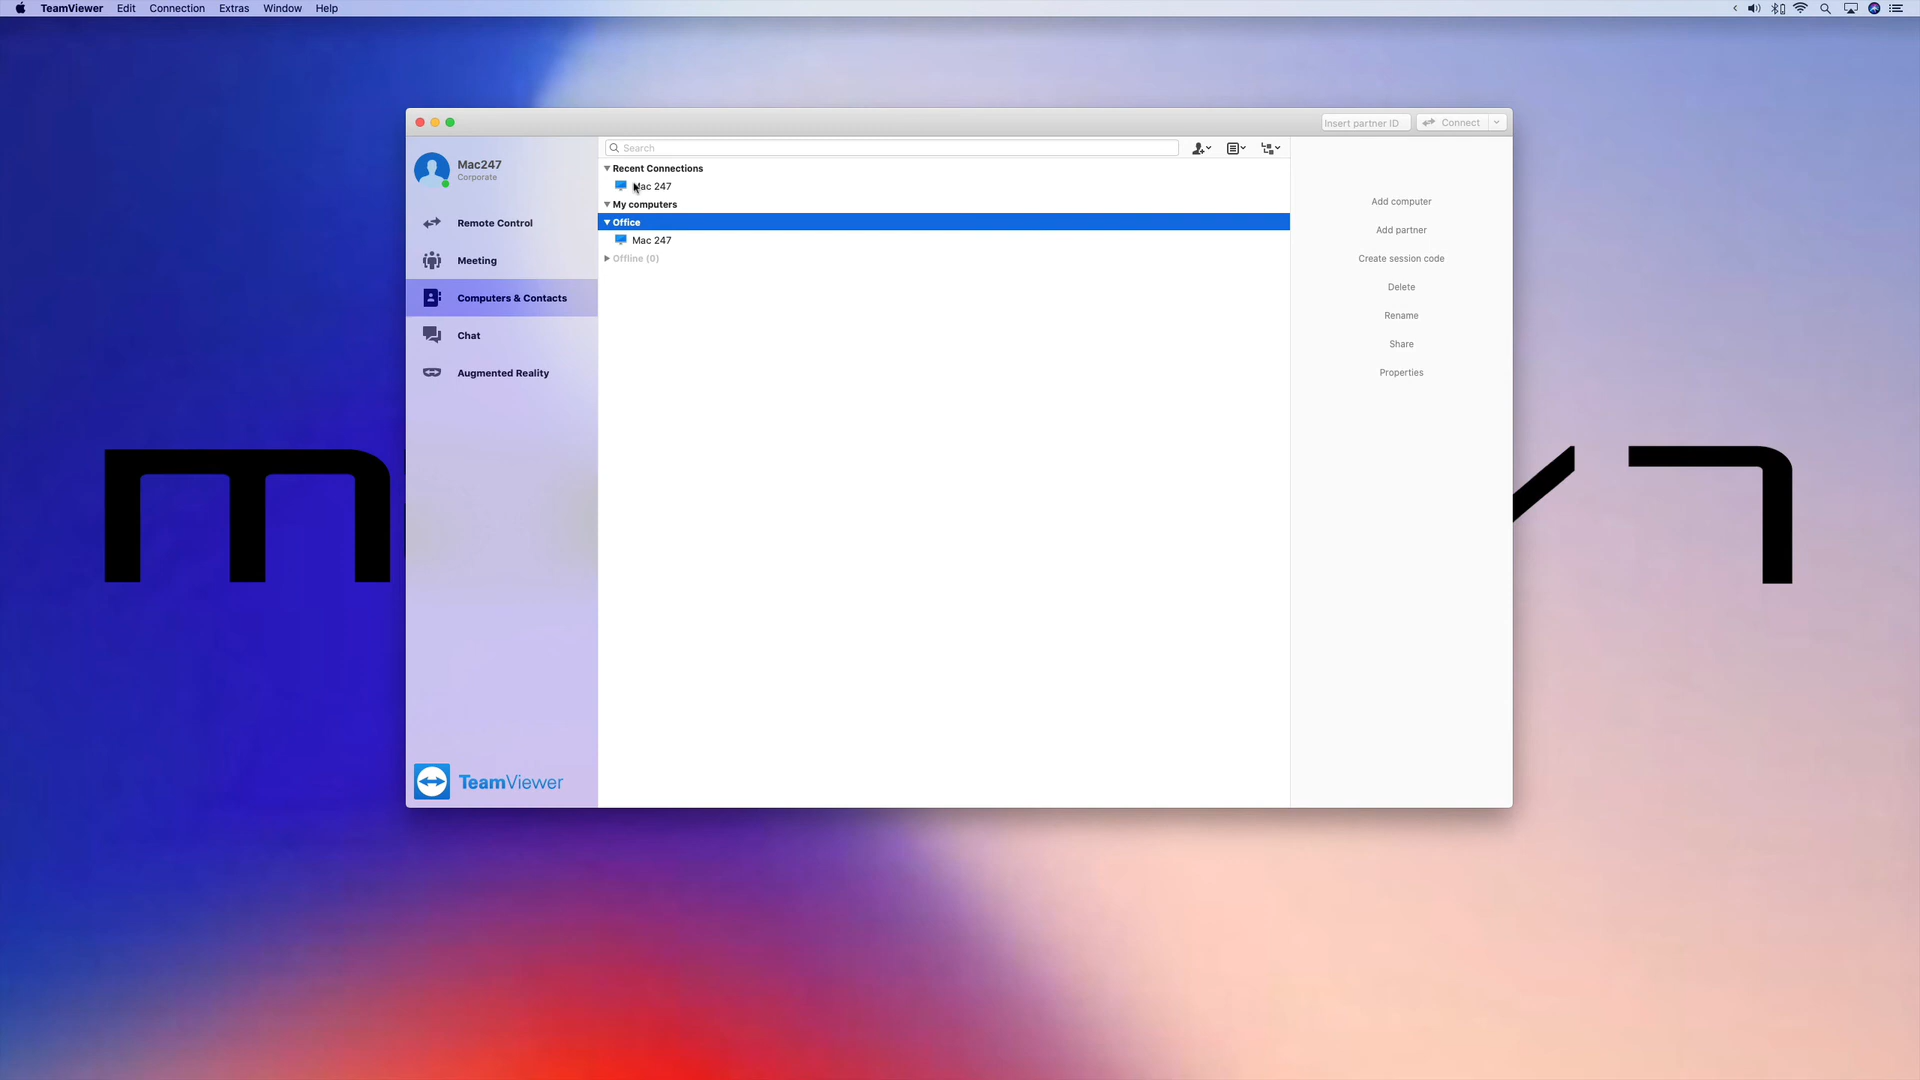 TeamViewer Edit Connection Extras Window Help
Insert partner ID Connect
Mac247
Corporate
Remote Control
Meeting
Computers & Contacts
Chat
Augmented Reality
TeamViewer
Search
Recent Connections
Mac 247
My computers
Office
Mac 247
Offline (0)
Add computer
Add partner
Create session code
Delete
Rename
Share
Properties